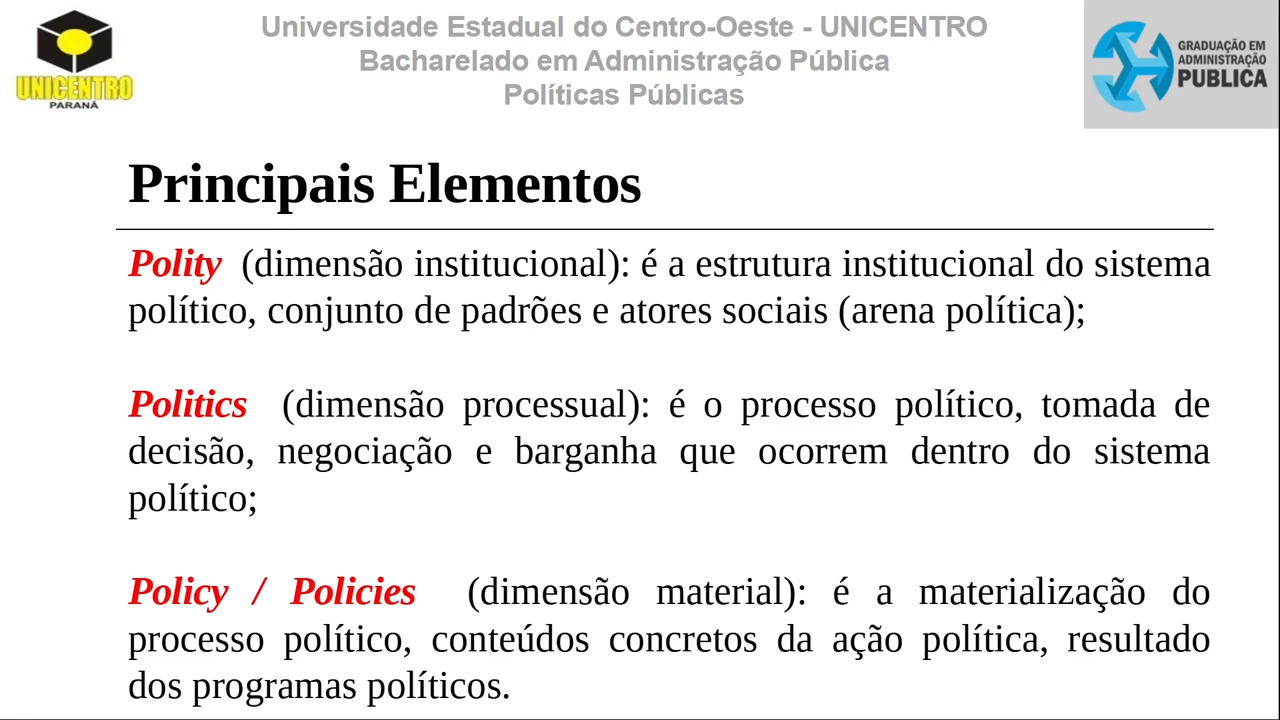 UNICENTRO
PARANÁ
Universidade Estadual do Centro-Oeste - UNICENTRO
Bacharelado em Administração Pública
Políticas Públicas
GRADUAÇÃO EM
ADMINISTRAÇÃO
PUBLICA
Principais Elementos
Polity (dimensão institucional): é a estrutura institucional do sistema
político, conjunto de padrões e atores sociais (arena política);
Politics (dimensão processual): é o processo político, tomada de
decisão, negociação e barganha que ocorrem dentro do sistema
político;
Policy / Policies (dimensão material): é a materialização do
processo político, conteúdos concretos da ação política, resultado
dos programas políticos.